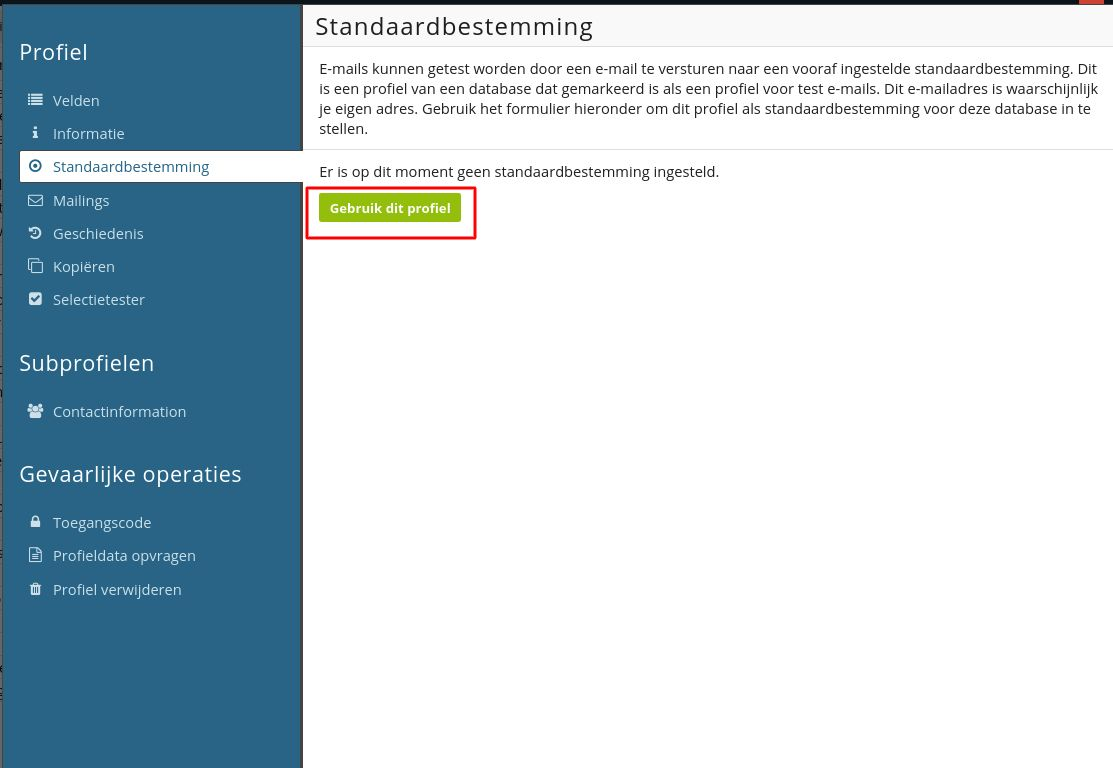 Profiel
Velden
Informatie
Standaardbestemming
Mailings
Geschiedenis
Kopiëren
Selectietester
Subprofielen
Contactinformation
Gevaarlijke operaties
Toegangscode
Profieldata opvragen
Profiel verwijderen
Standaardbestemming
E-mails kunnen getest worden door een e-mail te versturen naar een vooraf ingestelde standaardbestemming. Dit
is een profiel van een database dat gemarkeerd is als een profiel voor test e-mails. Dit e-mailadres is waarschijnlijk
je eigen adres. Gebruik het formulier hieronder om dit profiel als standaardbestemming voor deze database in te
stellen.
Er is op dit moment geen standaardbestemming ingesteld.
Gebruik dit profiel